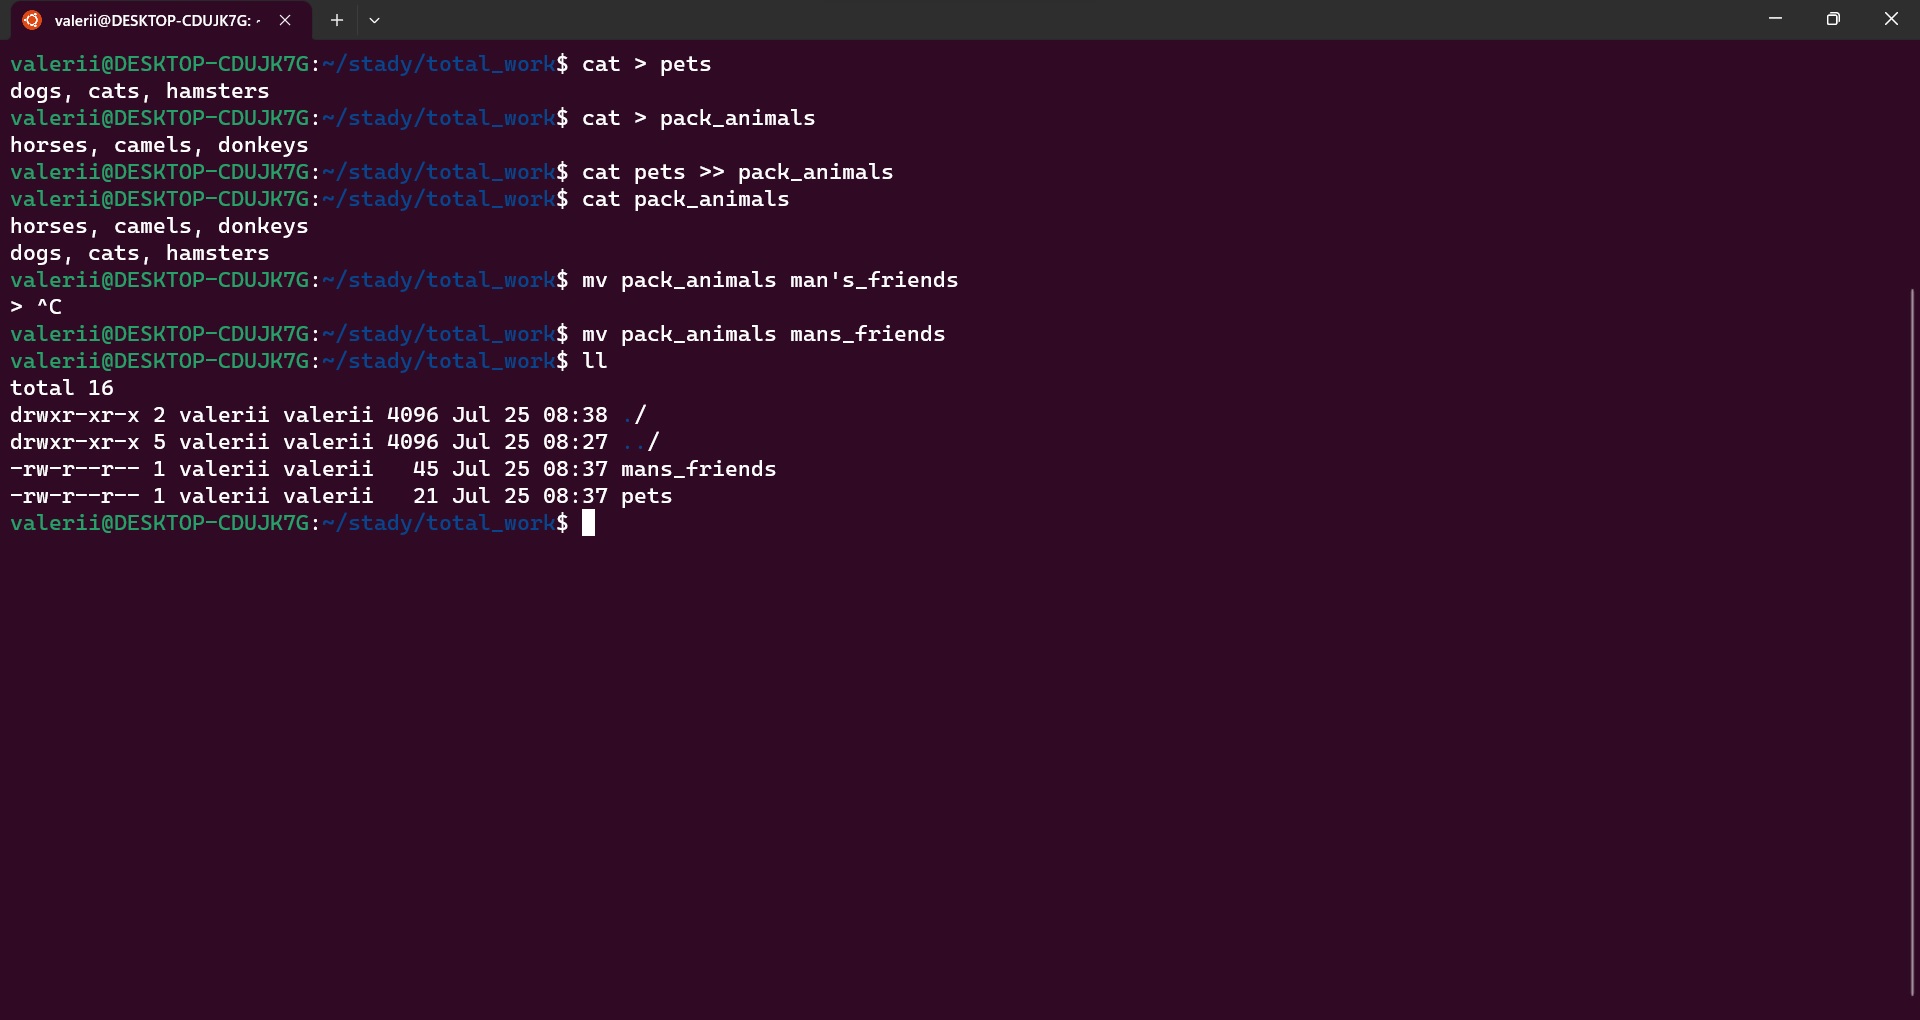 valerii@DESKTOP-CDUJK7G: ~
valerii@DESKTOP-CDUJK7G:~/stady/total_work$ cat > pets
dogs, cats, hamsters
valerii@DESKTOP-CDUJK7G:~/stady/total_work$ cat > pack_animals
horses, camels, donkeys
valerii@DESKTOP-CDUJK7G:~/stady/total_work$ cat pets >> pack_animals
valerii@DESKTOP-CDUJK7G:~/stady/total_work$ cat pack_animals
horses, camels, donkeys
dogs, cats, hamsters
valerii@DESKTOP-CDUJK7G:~/stady/total_work$ mv pack_animals man's_friends
> ^C
valerii@DESKTOP-CDUJK7G:~/stady/total_work$ mv pack_animals mans_friends
valerii@DESKTOP-CDUJK7G:~/stady/total_work$ ll
total 16
drwxr-xr-x 2 valerii valerii 4096 Jul 25 08:38 ./
drwxr-xr-x 5 valerii valerii 4096 Jul 25 08:27 ../
-rw-r--r-- 1 valerii valerii   45 Jul 25 08:37 mans_friends
-rw-r--r-- 1 valerii valerii   21 Jul 25 08:37 pets
valerii@DESKTOP-CDUJK7G:~/stady/total_work$